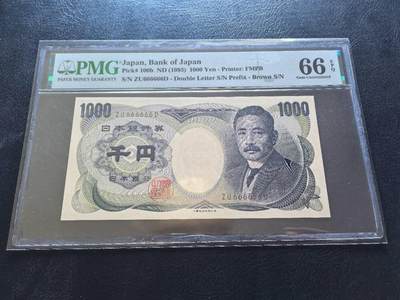 PMG
PAPER MONEY GUARANTY
Japan, Bank of Japan
Pick# 100b ND (1993) 1000 Yen - Printer: FMPB
S/N ZU666666D - Double Letter S/N Prefix - Brown S/N
66 EPQ
Gem Uncirculated
1000
1000
ZU666666D
日本銀行券
千円
日本銀行
ZU666666D